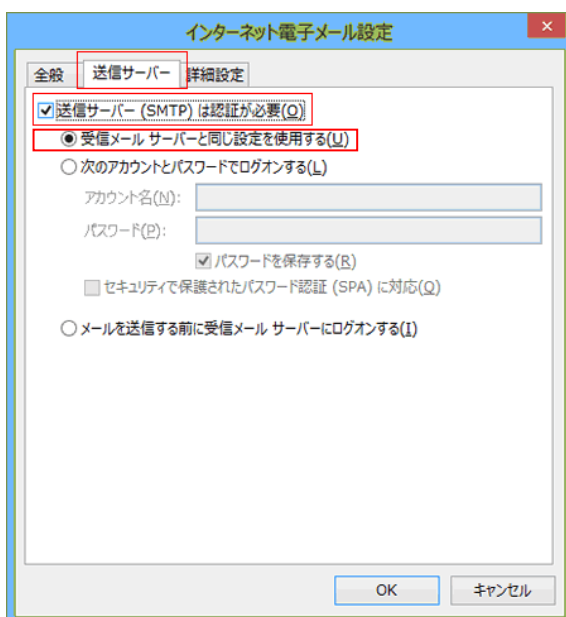 インターネット電子メール設定
全般 送信サーバー 詳細設定
送信サーバー (SMTP) は認証が必要(O)
受信メール サーバーと同じ設定を使用する(U)
次のアカウントとパスワードでログオンする(L)
アカウント名(N):
パスワード(P):
パスワードを保存する(R)
セキュリティで保護されたパスワード認証 (SPA) に対応(Q)
メールを送信する前に受信メール サーバーにログオンする(I)
OK キャンセル